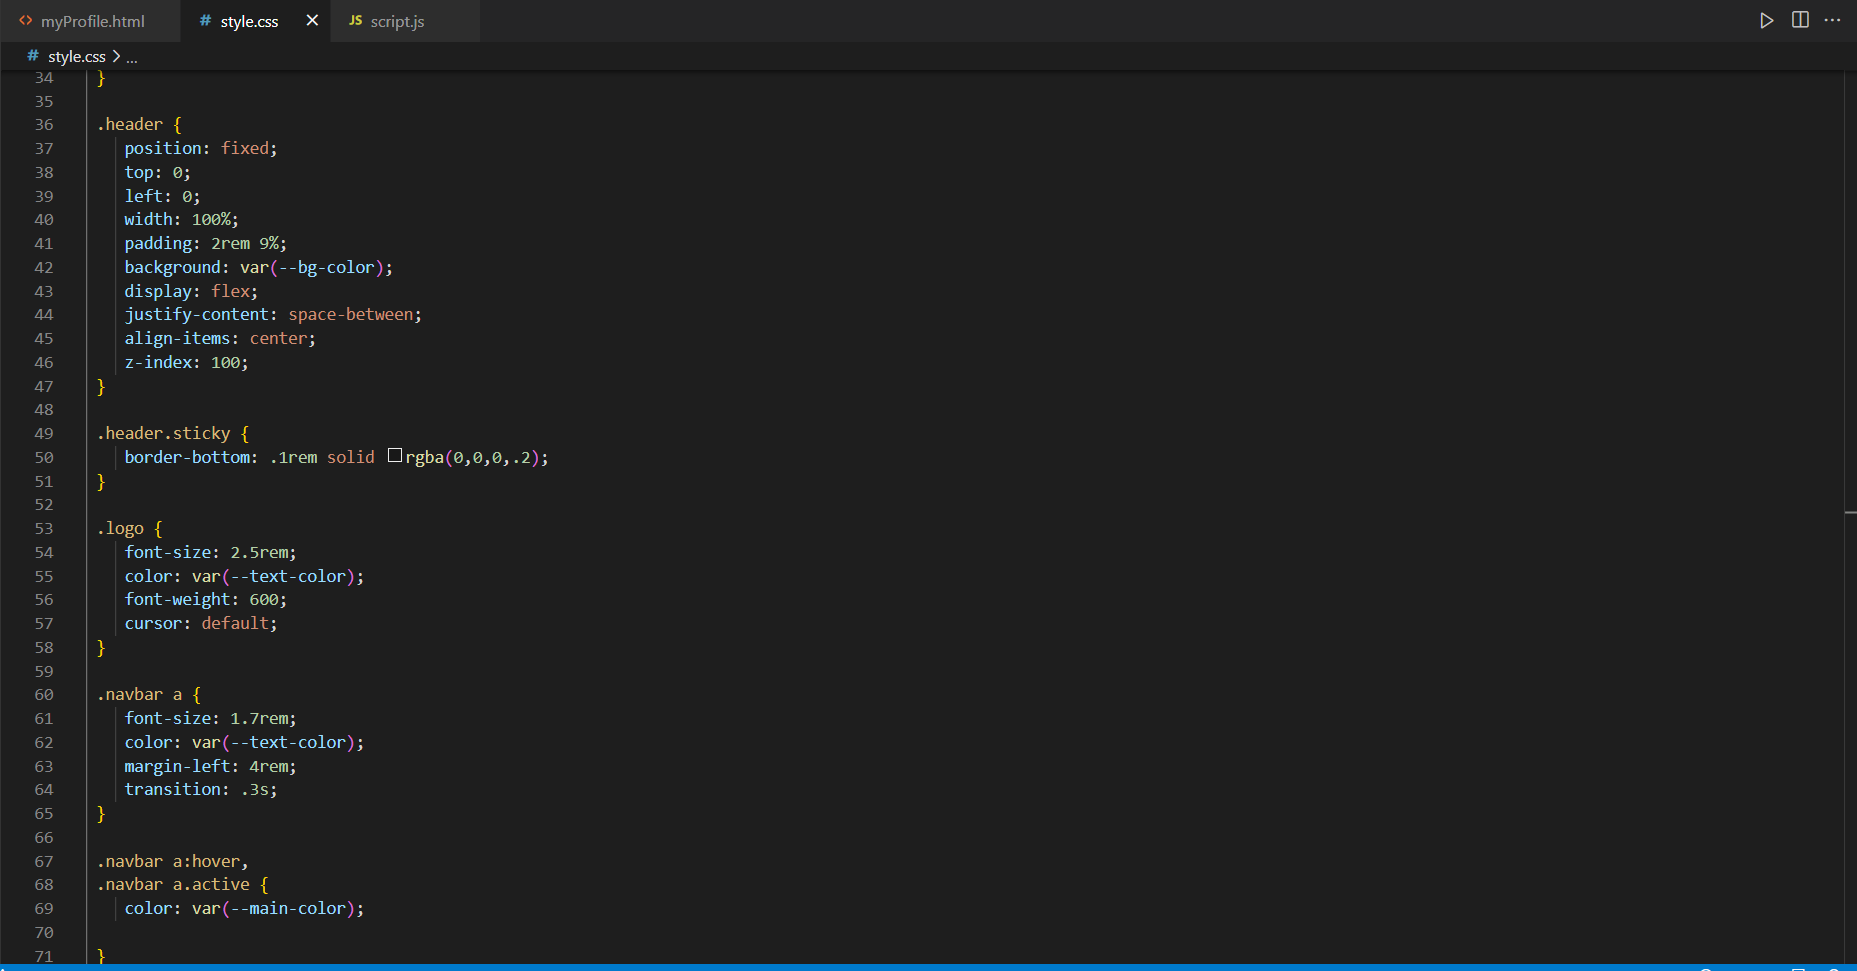 <> myProfile.html # style.css × JS script.js
# style.css > ...
34 }
35
36 .header {
37 position: fixed;
38 top: 0;
39 left: 0;
40 width: 100%;
41 padding: 2rem 9%;
42 background: var(--bg-color);
43 display: flex;
44 justify-content: space-between;
45 align-items: center;
46 z-index: 100;
47 }
48
49 .header.sticky {
50 border-bottom: .1rem solid rgba(0,0,0,.2);
51 }
52
53 .logo {
54 font-size: 2.5rem;
55 color: var(--text-color);
56 font-weight: 600;
57 cursor: default;
58 }
59
60 .navbar a {
61 font-size: 1.7rem;
62 color: var(--text-color);
63 margin-left: 4rem;
64 transition: .3s;
65 }
66
67 .navbar a:hover,
68 .navbar a.active {
69 color: var(--main-color);
70
71 }